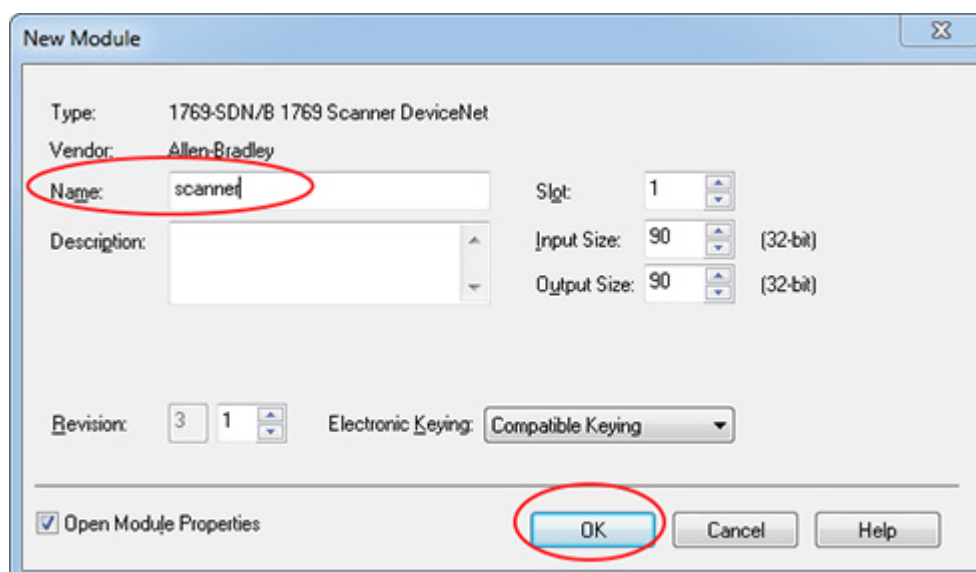 New Module
Type: 1769-SDN/B 1769 Scanner DeviceNet
Vendor: Allen-Bradley
Name: scanner Slot: 1
Description: Input Size: 90 (32-bit)
Output Size: 90 (32-bit)
Revision: 3 1 Electronic Keying: Compatible Keying
Open Module Properties OK Cancel Help